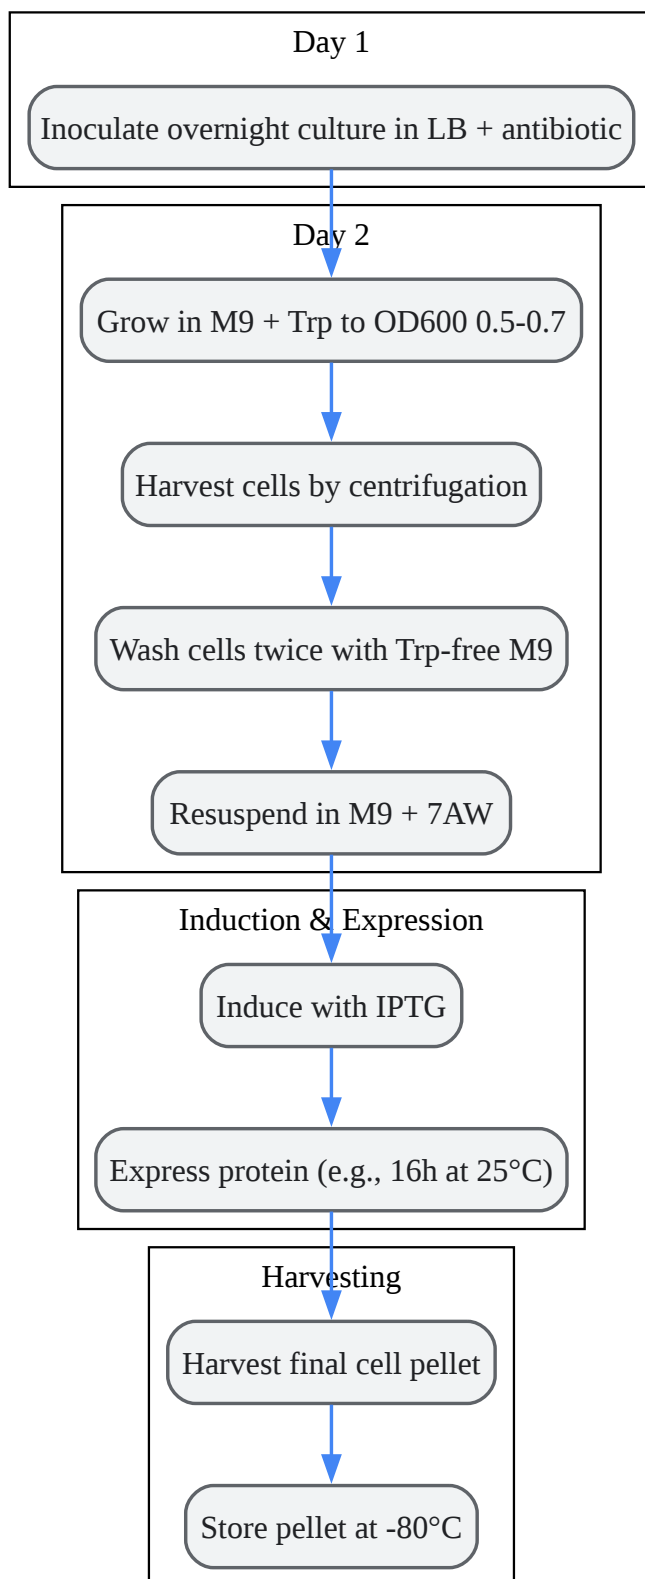 Day 1
Inoculate overnight culture in LB + antibiotic
Day 2
Grow in M9 + Trp to OD600 0.5-0.7
Harvest cells by centrifugation
Wash cells twice with Trp-free M9
Resuspend in M9 + 7AW
Induction & Expression
Induce with IPTG
Express protein (e.g., 16h at 25°C)
Harvesting
Harvest final cell pellet
Store pellet at -80°C